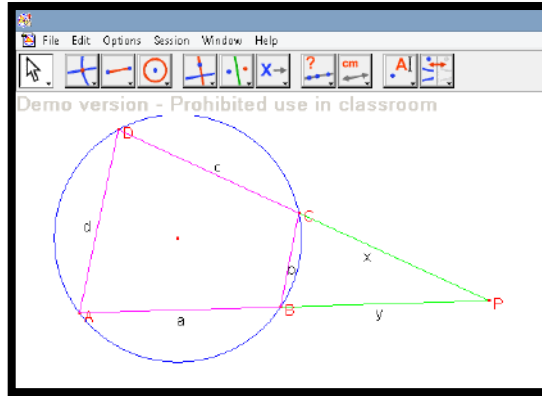 File Edit Options Session Window Help
? cm A
Demo version - Prohibited use in classroom
D
c
C
d
x
b
P
A
a
B
y